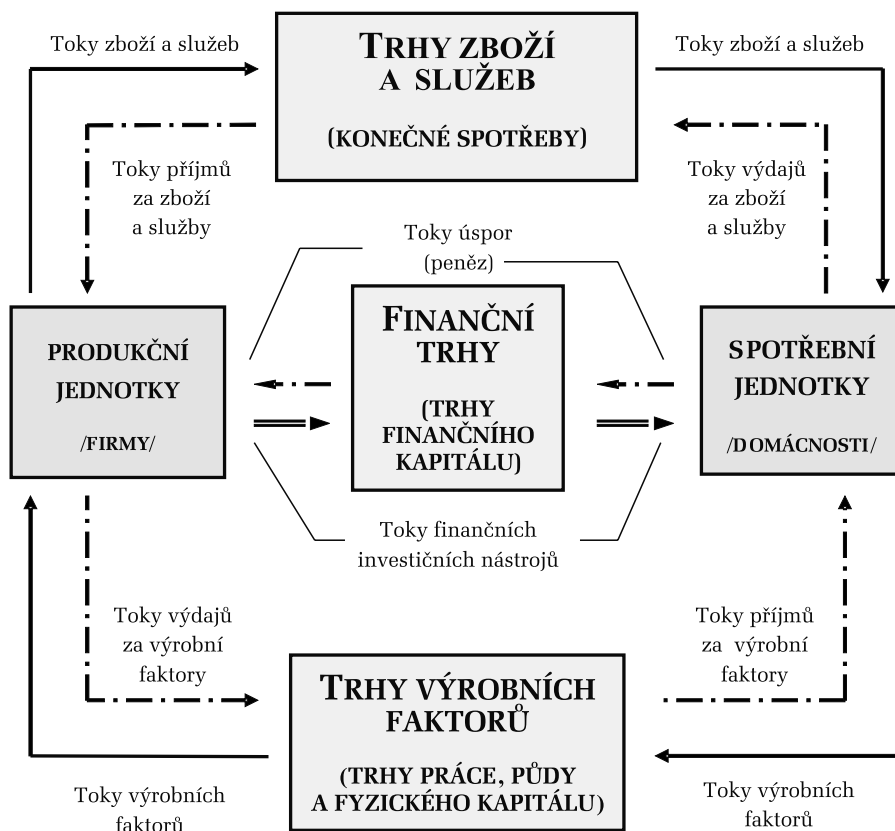 Toky zboží a služeb
TRHY ZBOŽÍ
A SLUŽEB
(KONEČNÉ SPOTŘEBY)
Toky zboží a služeb
Toky příjmů
za zboží
a služby
Toky výdajů
za zboží
a služby
Toky úspor
(peněz)
PRODUKČNÍ
JEDNOTKY
/FIRMY/
FINANČNÍ
TRHY
(TRHY
FINANČNÍHO
KAPITÁLU)
SPOTŘEBNÍ
JEDNOTKY
/DOMÁCNOSTI/
Toky finančních
investičních nástrojů
Toky výdajů
za výrobní
faktory
Toky příjmů
za výrobní
faktory
TRHY VÝROBNÍCH
FAKTORŮ
(TRHY PRÁCE, PŮDY
A FYZICKÉHO KAPITÁLU)
Toky výrobních
faktorů
Toky výrobních
faktorů